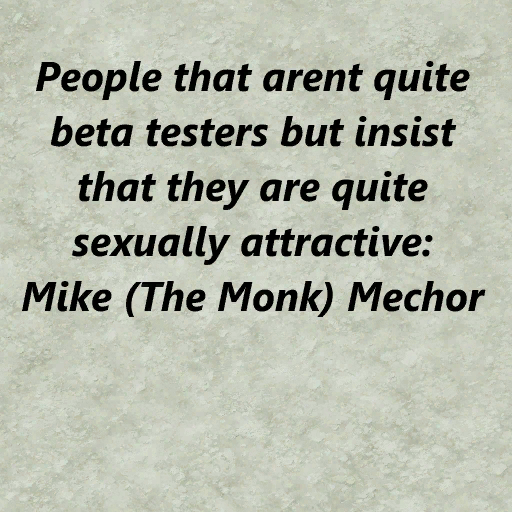 People that arent quite
beta testers but insist
that they are quite
sexually attractive:
Mike (The Monk) Mechor